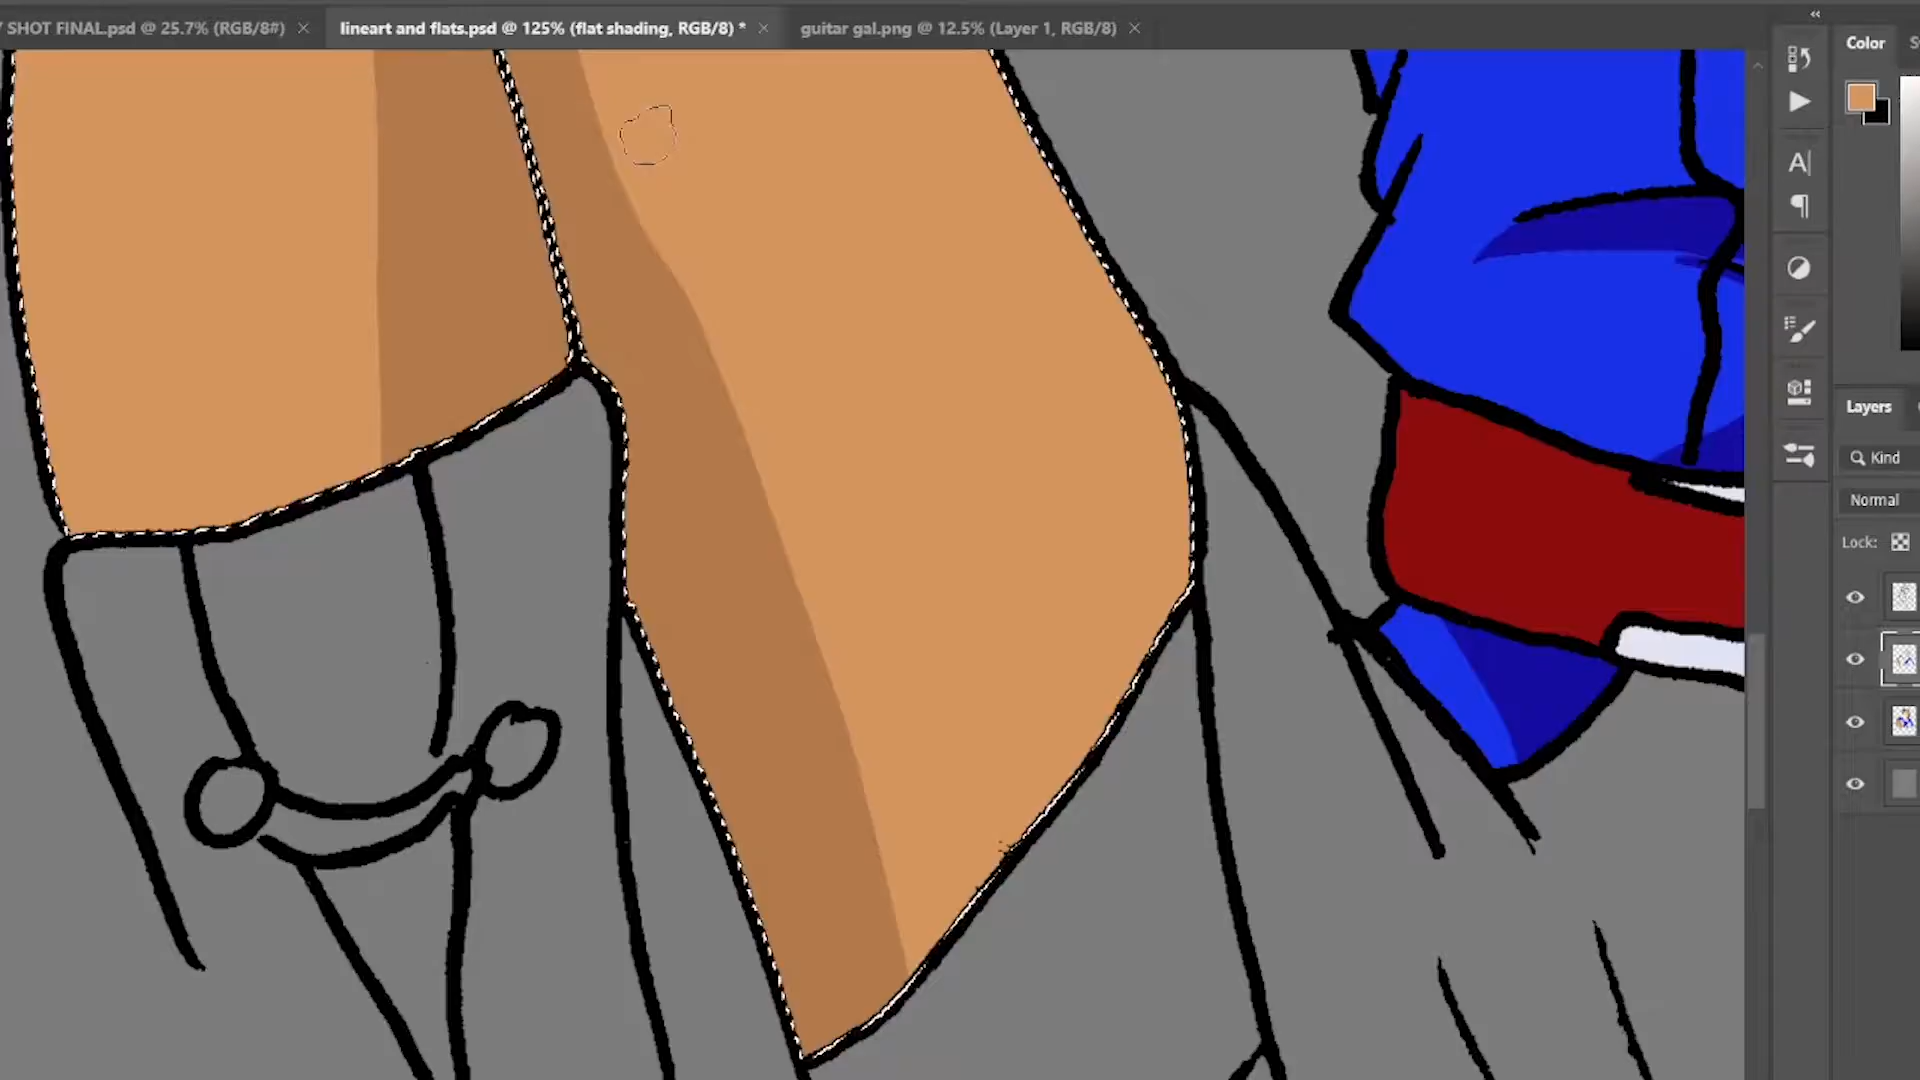 SHOT FINAL.psd @ 25.7% (RGB/8#)
lineart and flats.psd @ 125% (flat shading, RGB/8) *
guitar gal.png @ 12.5% (Layer 1, RGB/8)
Color
Layers
Kind
Normal
Lock: